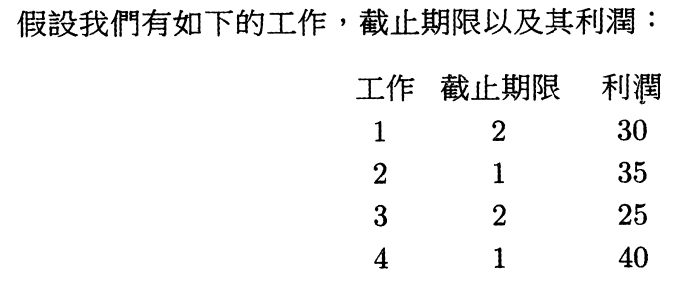 假設我們有如下的工作，截止期限以及其利潤：
工作 截止期限 利潤
1 2 30
2 1 35
3 2 25
4 1 40